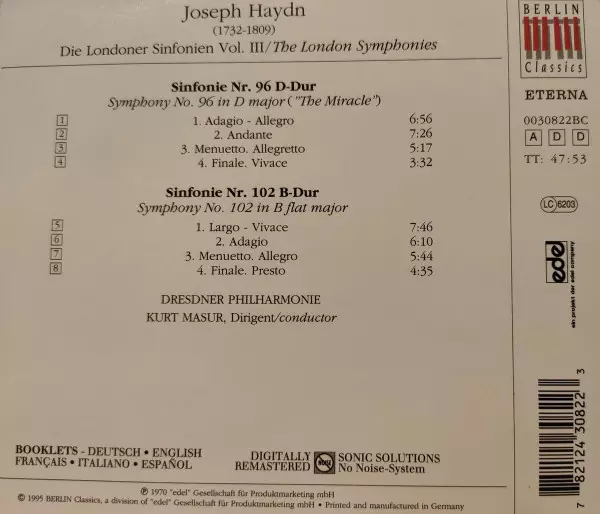 Joseph Haydn
(1732-1809)
Die Londoner Sinfonien Vol. III/The London Symphonies
Sinfonie Nr. 96 D-Dur
Symphony No. 96 in D major ("The Miracle")
1 1. Adagio - Allegro 6:56
2 2. Andante 7:26
3 3. Menuetto. Allegretto 5:17
4 4. Finale. Vivace 3:32
Sinfonie Nr. 102 B-Dur
Symphony No. 102 in B flat major
5 1. Largo - Vivace 7:46
6 2. Adagio 6:10
7 3. Menuetto. Allegro 5:44
8 4. Finale. Presto 4:35
DRESDNER PHILHARMONIE
KURT MASUR, Dirigent/conductor
BOOKLETS - DEUTSCH • ENGLISH
FRANÇAIS • ITALIANO • ESPAÑOL
DIGITALLY
REMASTERED
NOISE
SONIC SOLUTIONS
No Noise-System
℗ 1970 "edel" Gesellschaft für Produktmarketing mbH
© 1995 BERLIN Classics, a division of "edel" Gesellschaft für Produktmarketing mbH • Printed and manufactured in Germany
BERLIN
Classics
ETERNA
0030822BC
A D D
TT: 47:53
LC 6203
edel
ein projekt der edel company
7 82124 30822 3